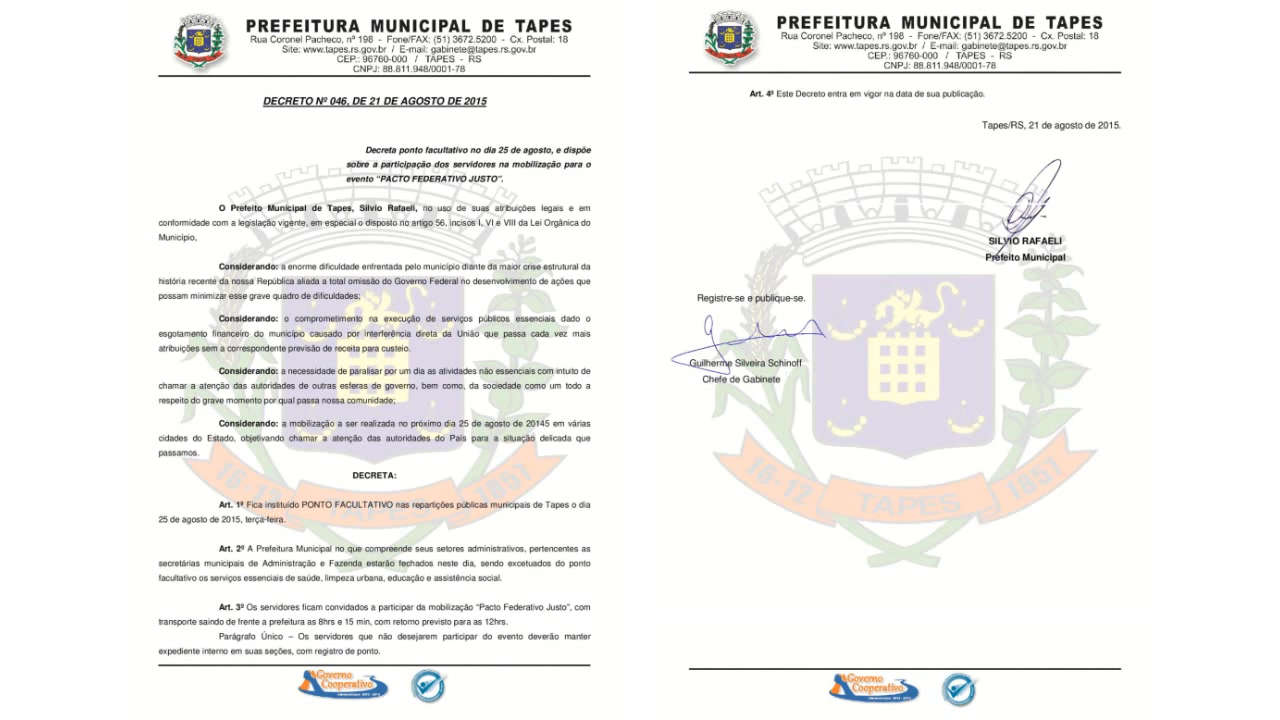 PREFEITURA MUNICIPAL DE TAPES
Rua Coronel Pacheco, nº 198 - Fone/FAX: (51) 3672.5200 - Cx. Postal: 18
Site: www.tapes.rs.gov.br / E-mail: gabinete@tapes.rs.gov.br
CEP.: 96760-000 / TAPES - RS
CNPJ: 88.811.948/0001-78
DECRETO Nº 046, DE 21 DE AGOSTO DE 2015
Decreta ponto facultativo no dia 25 de agosto, e dispõe
sobre a participação dos servidores na mobilização para o
evento “PACTO FEDERATIVO JUSTO”.
O Prefeito Municipal de Tapes, Silvio Rafaeli, no uso de suas atribuições legais e em
conformidade com a legislação vigente, em especial o disposto no artigo 56, incisos I, VI e VIII da Lei Orgânica do
Município,
Considerando: a enorme dificuldade enfrentada pelo município diante da maior crise estrutural da
história recente da nossa República aliada a total omissão do Governo Federal no desenvolvimento de ações que
possam minimizar esse grave quadro de dificuldades;
Considerando: o comprometimento na execução de serviços públicos essenciais dado o
esgotamento financeiro do município causado por interferência direta da União que passa cada vez mais
atribuições sem a correspondente previsão de receita para custeio.
Considerando: a necessidade de paralisar por um dia as atividades não essenciais com intuito de
chamar a atenção das autoridades de outras esferas de governo, bem como, da sociedade como um todo a
respeito do grave momento por qual passa nossa comunidade;
Considerando: a mobilização a ser realizada no próximo dia 25 de agosto de 20145 em várias
cidades do Estado, objetivando chamar a atenção das autoridades do País para a situação delicada que
passamos.
DECRETA:
Art. 1º Fica instituído PONTO FACULTATIVO nas repartições públicas municipais de Tapes o dia
25 de agosto de 2015, terça-feira.
Art. 2º A Prefeitura Municipal no que compreende seus setores administrativos, pertencentes as
secretárias municipais de Administração e Fazenda estarão fechados neste dia, sendo excetuados do ponto
facultativo os serviços essenciais de saúde, limpeza urbana, educação e assistência social.
Art. 3º Os servidores ficam convidados a participar da mobilização “Pacto Federativo Justo”, com
transporte saindo de frente a prefeitura as 8hrs e 15 min, com retorno previsto para as 12hrs.
Parágrafo Único – Os servidores que não desejarem participar do evento deverão manter
expediente interno em suas seções, com registro de ponto.
TAPES
1857
Governo
Cooperativo
PREFEITURA MUNICIPAL DE TAPES
Rua Coronel Pacheco, nº 198 - Fone/FAX: (51) 3672.5200 - Cx. Postal: 18
Site: www.tapes.rs.gov.br / E-mail: gabinete@tapes.rs.gov.br
CEP.: 96760-000 / TAPES - RS
CNPJ: 88.811.948/0001-78
Art. 4º Este Decreto entra em vigor na data de sua publicação.
Tapes/RS, 21 de agosto de 2015.
SILVIO RAFAELI
Prefeito Municipal
Registre-se e publique-se.
Guilherme Silveira Schinoff
Chefe de Gabinete
16-12
TAPES
1857
Governo
Cooperativo